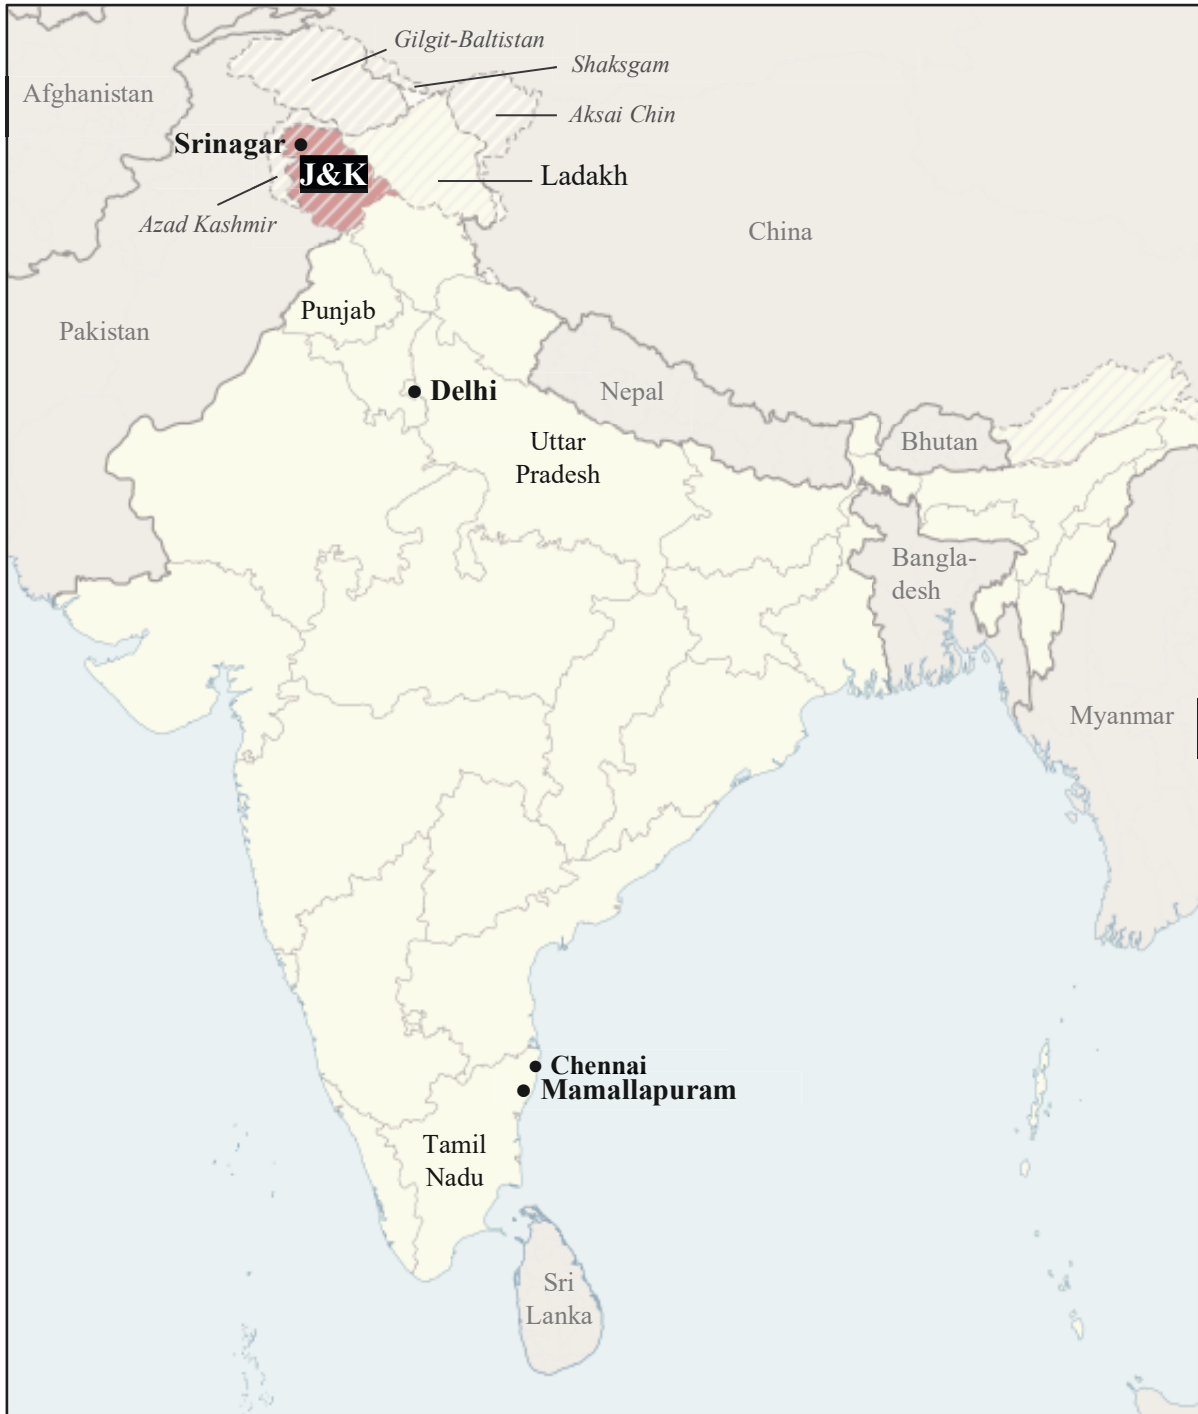 Gilgit-Baltistan
Shaksgam
Afghanistan
Aksai Chin
Srinagar
J&K
Ladakh
Azad Kashmir
China
Punjab
Pakistan
Delhi
Nepal
Uttar
Pradesh
Bhutan
Bangla-
desh
Myanmar
Chennai
Mamallapuram
Tamil
Nadu
Sri
Lanka